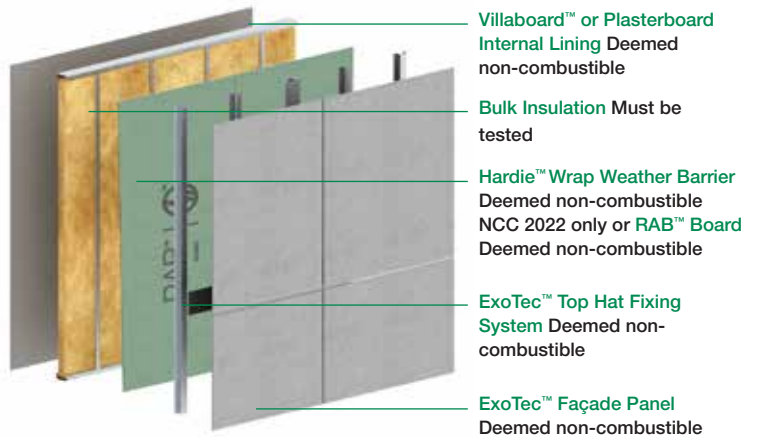 Villaboard™ or Plasterboard
Internal Lining Deemed
non-combustible
Bulk Insulation Must be
tested
Hardie™ Wrap Weather Barrier
Deemed non-combustible
NCC 2022 only or RAB™ Board
Deemed non-combustible
ExoTec™ Top Hat Fixing
System Deemed non-
combustible
ExoTec™ Façade Panel
Deemed non-combustible